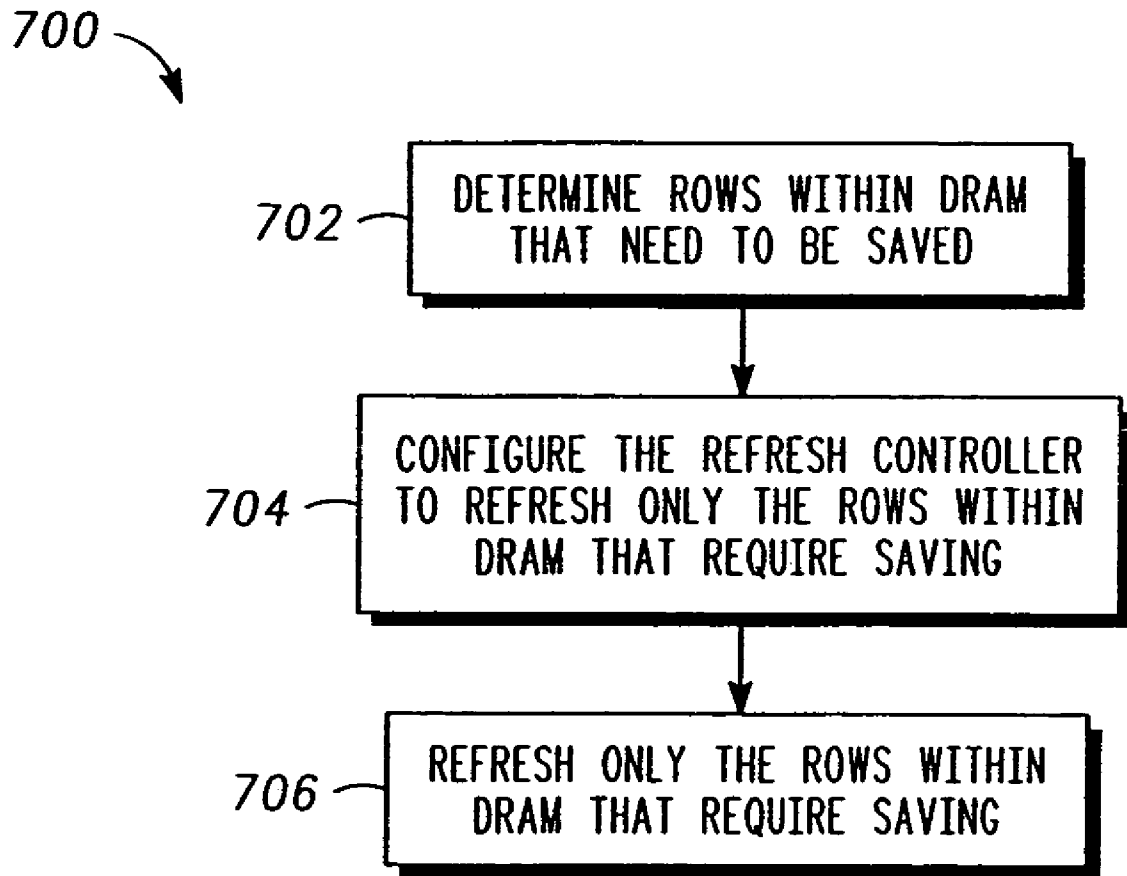 700
702
DETERMINE ROWS WITHIN DRAM
THAT NEED TO BE SAVED
704
CONFIGURE THE REFRESH CONTROLLER
TO REFRESH ONLY THE ROWS WITHIN
DRAM THAT REQUIRE SAVING
706
REFRESH ONLY THE ROWS WITHIN
DRAM THAT REQUIRE SAVING